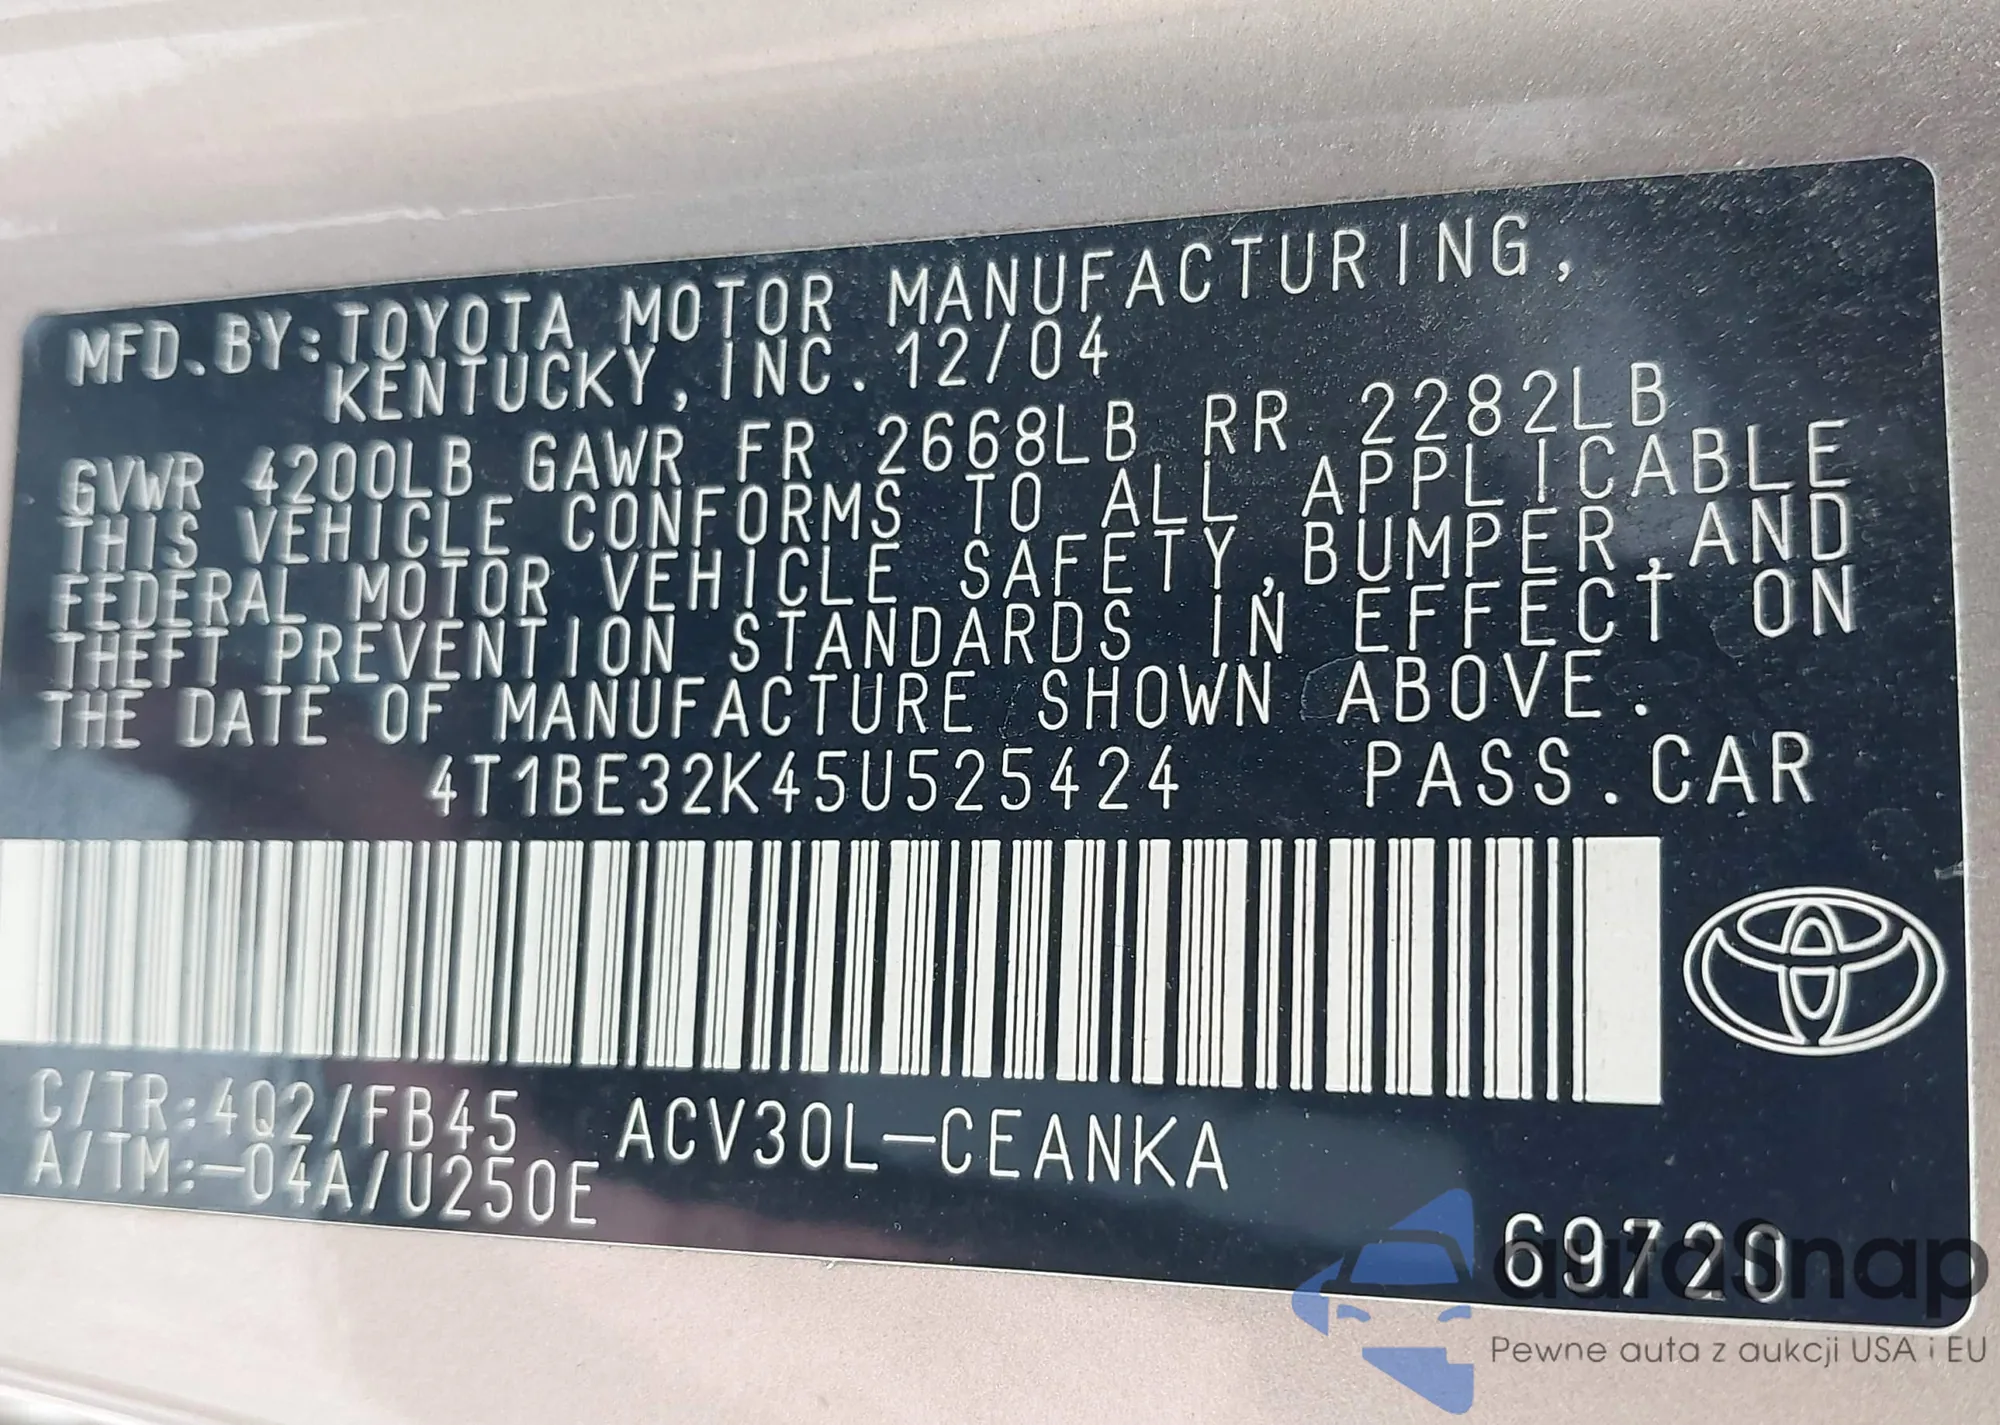 MFD.BY:TOYOTA MOTOR MANUFACTURING,
KENTUCKY, INC. 12/04
GVWR 4200LB GAWR FR 2668LB RR 2282LB
THIS VEHICLE CONFORMS TO ALL APPLICABLE
FEDERAL MOTOR VEHICLE SAFETY,BUMPER,AND
THEFT PREVENTION STANDARDS IN EFFECT ON
THE DATE OF MANUFACTURE SHOWN ABOVE.
4T1BE32K45U525424 PASS.CAR
C/TR:4Q2/FB45 ACV30L-CEANKA
A/TM:-04A/U250E
69720
autaSnap
Pewne auta z aukcji USA i EU